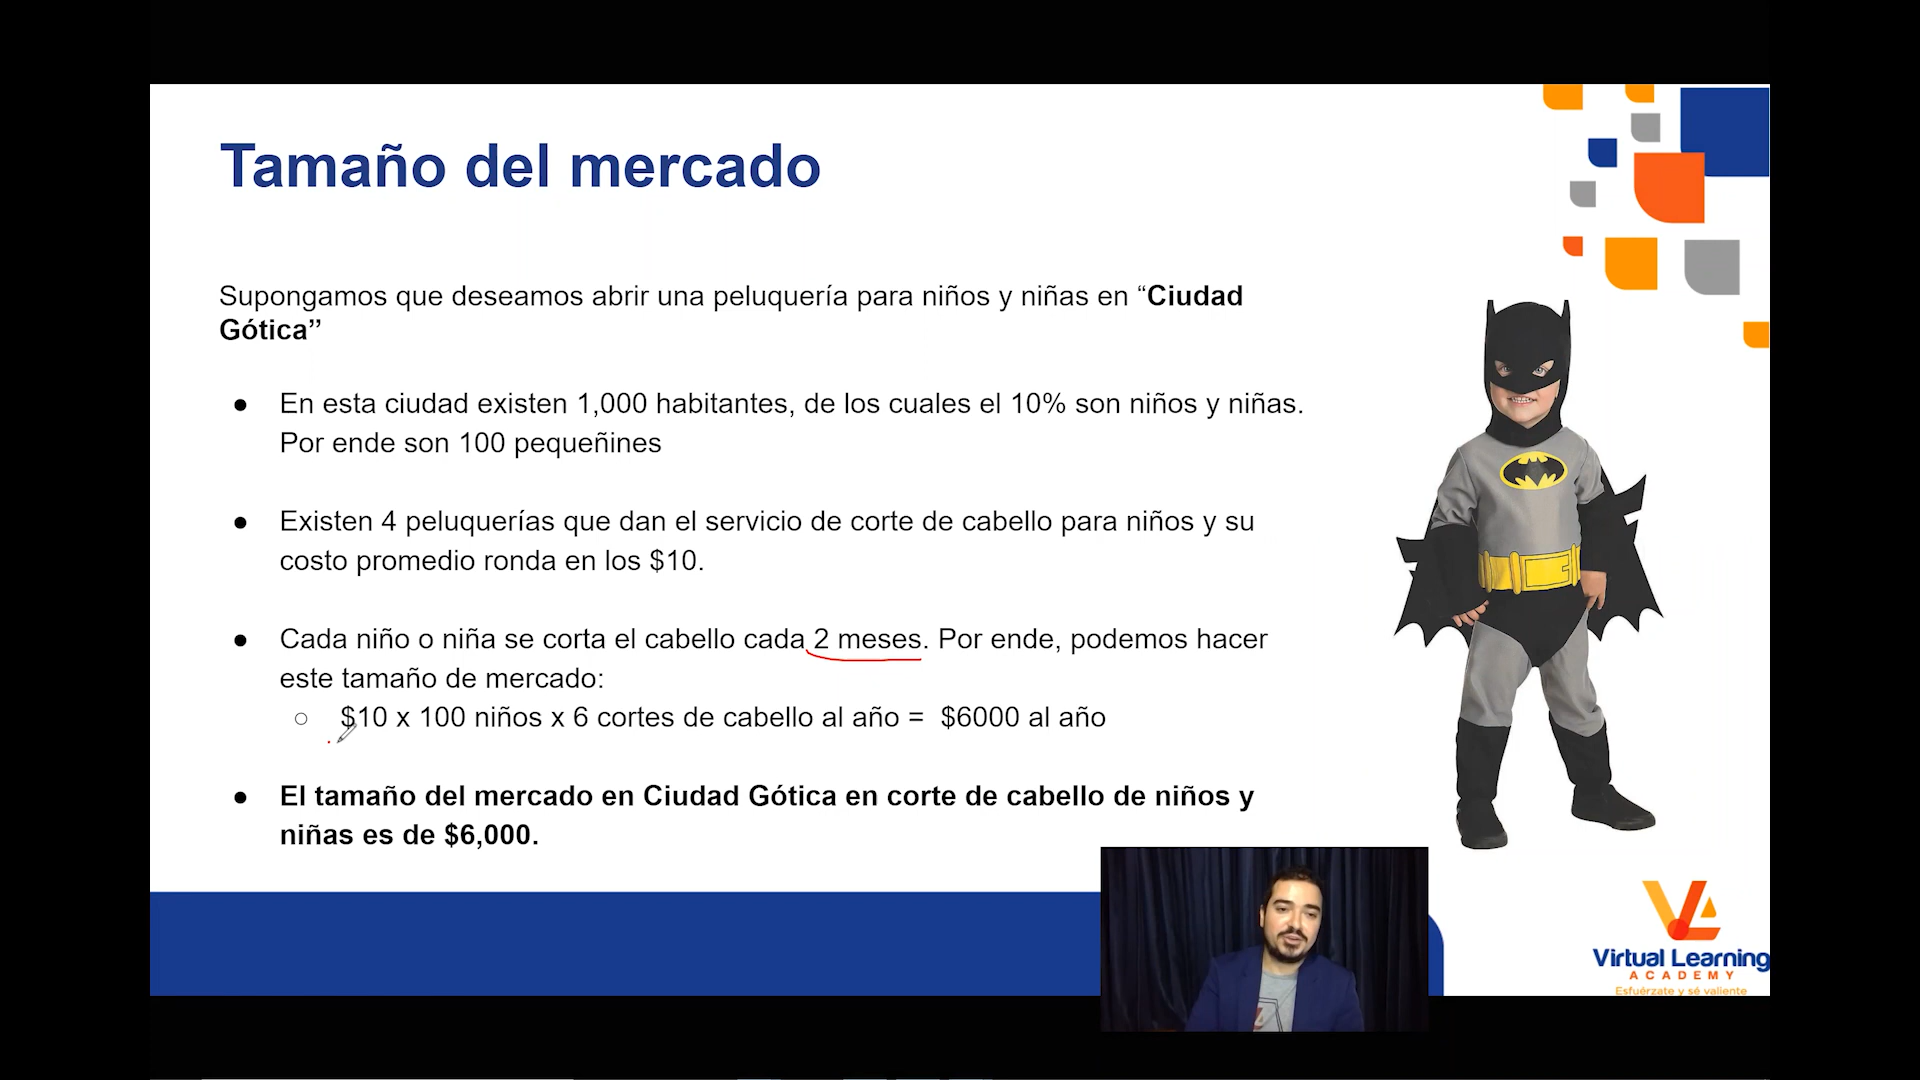 Tamaño del mercado
Supongamos que deseamos abrir una peluquería para niños y niñas en “Ciudad
Gótica”
● En esta ciudad existen 1,000 habitantes, de los cuales el 10% son niños y niñas.
Por ende son 100 pequeñines
● Existen 4 peluquerías que dan el servicio de corte de cabello para niños y su
costo promedio ronda en los $10.
● Cada niño o niña se corta el cabello cada 2 meses. Por ende, podemos hacer
este tamaño de mercado:
○ $10 x 100 niños x 6 cortes de cabello al año = $6000 al año
● El tamaño del mercado en Ciudad Gótica en corte de cabello de niños y
niñas es de $6,000.
Virtual Learning
ACADEMY
Esfuérzate y sé valiente